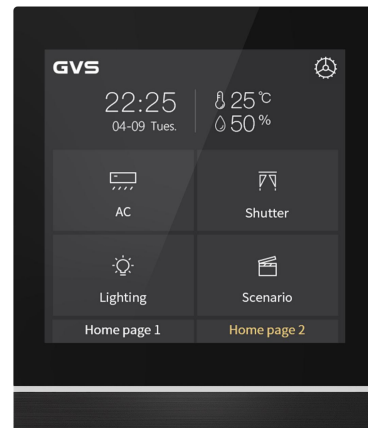 GVS
22:25
04-09 Tues.
25℃
50%
AC
Shutter
Lighting
Scenario
Home page 1
Home page 2